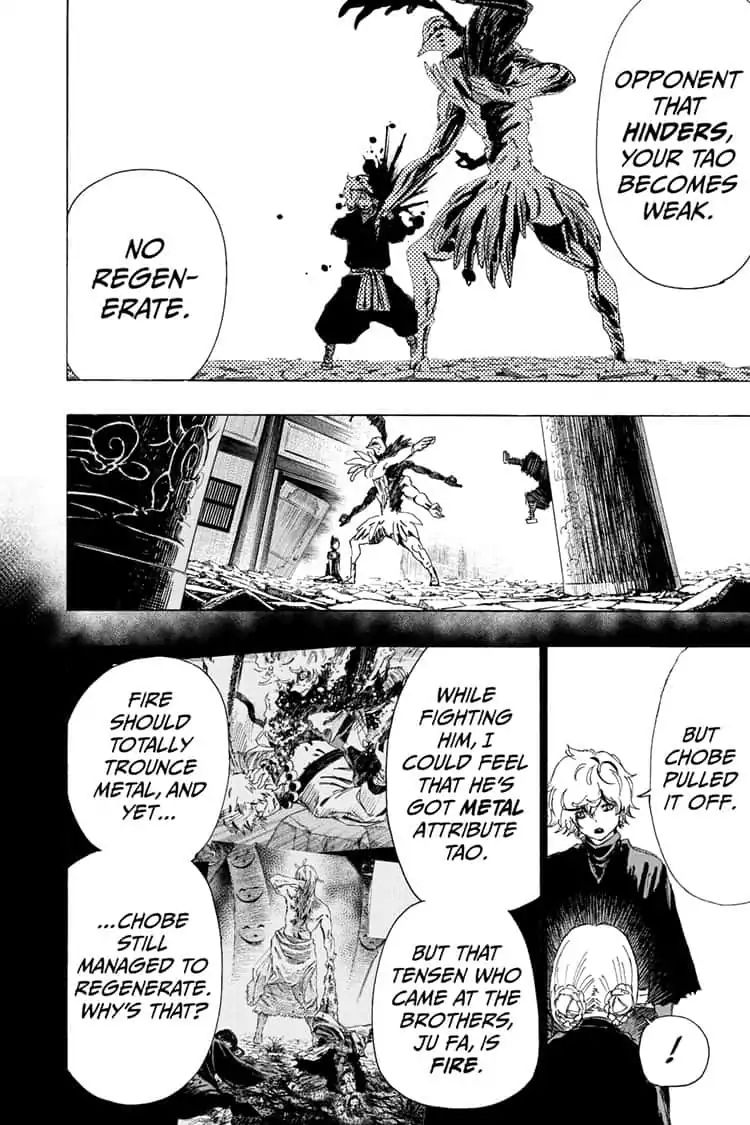 OPPONENT
THAT
HINDERS,
YOUR TAO
BECOMES
WEAK.
NO
REGEN-
ERATE.
BUT
CHOBE
PULLED
IT OFF.
!
WHILE
FIGHTING
HIM, I
COULD FEEL
THAT HE'S
GOT METAL
ATTRIBUTE
TAO.
BUT THAT
TENSEN WHO
CAME AT THE
BROTHERS,
JU FA, IS
FIRE.
FIRE
SHOULD
TOTALLY
TROUNCE
METAL, AND
YET...
...CHOBE
STILL
MANAGED TO
REGENERATE.
WHY'S THAT?